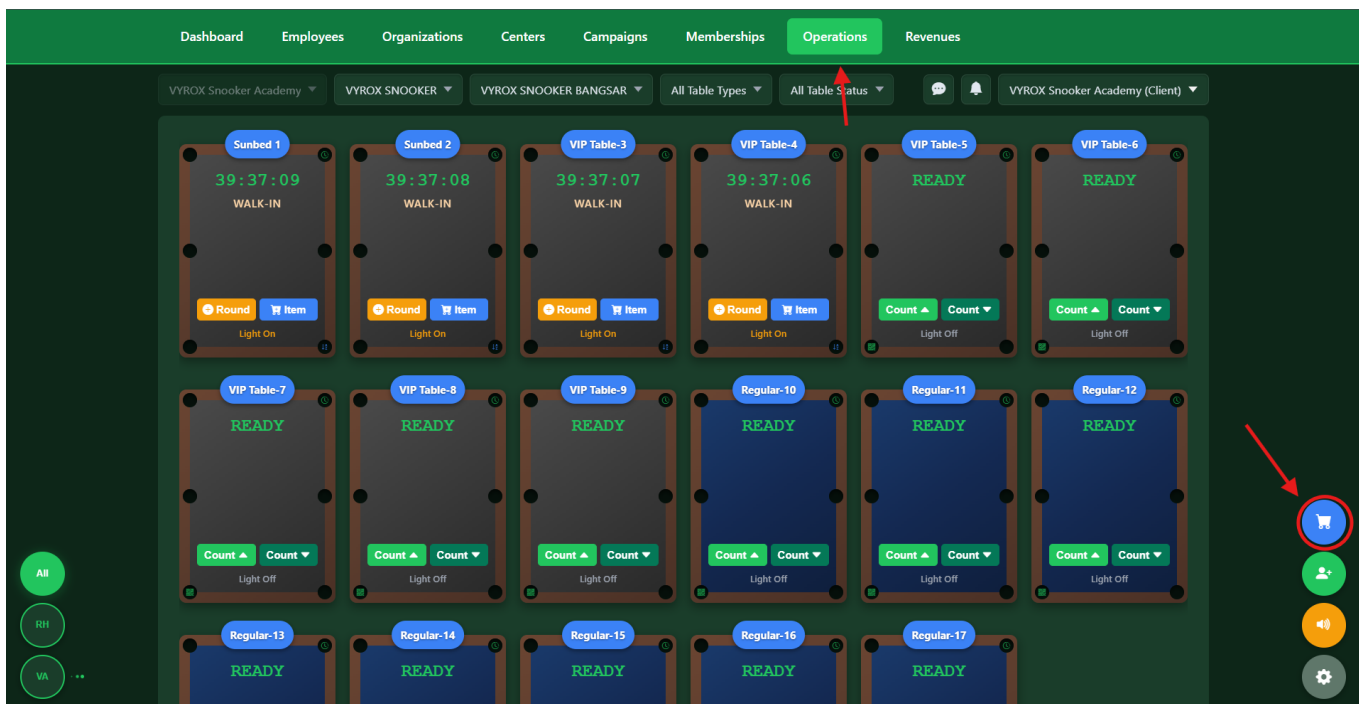 Dashboard Employees Organizations Centers Campaigns Memberships Operations Revenues
VYROX Snooker Academy VYROX SNOOKER VYROX SNOOKER BANGSAR All Table Types All Table Status VYROX Snooker Academy (Client)
Sunbed 1 Sunbed 2 VIP Table-3 VIP Table-4 VIP Table-5 VIP Table-6
39:37:09 39:37:08 39:37:07 39:37:06 READY READY
WALK-IN WALK-IN WALK-IN WALK-IN
Round Item Round Item Round Item Round Item Count Count Count Count
Light On Light On Light On Light On Light Off Light Off
VIP Table-7 VIP Table-8 VIP Table-9 Regular-10 Regular-11 Regular-12
READY READY READY READY READY READY
Count Count Count Count Count Count Count Count Count Count Count Count
Light Off Light Off Light Off Light Off Light Off Light Off
All
RH
Regular-13 Regular-14 Regular-15 Regular-16 Regular-17
READY READY READY READY READY
VA